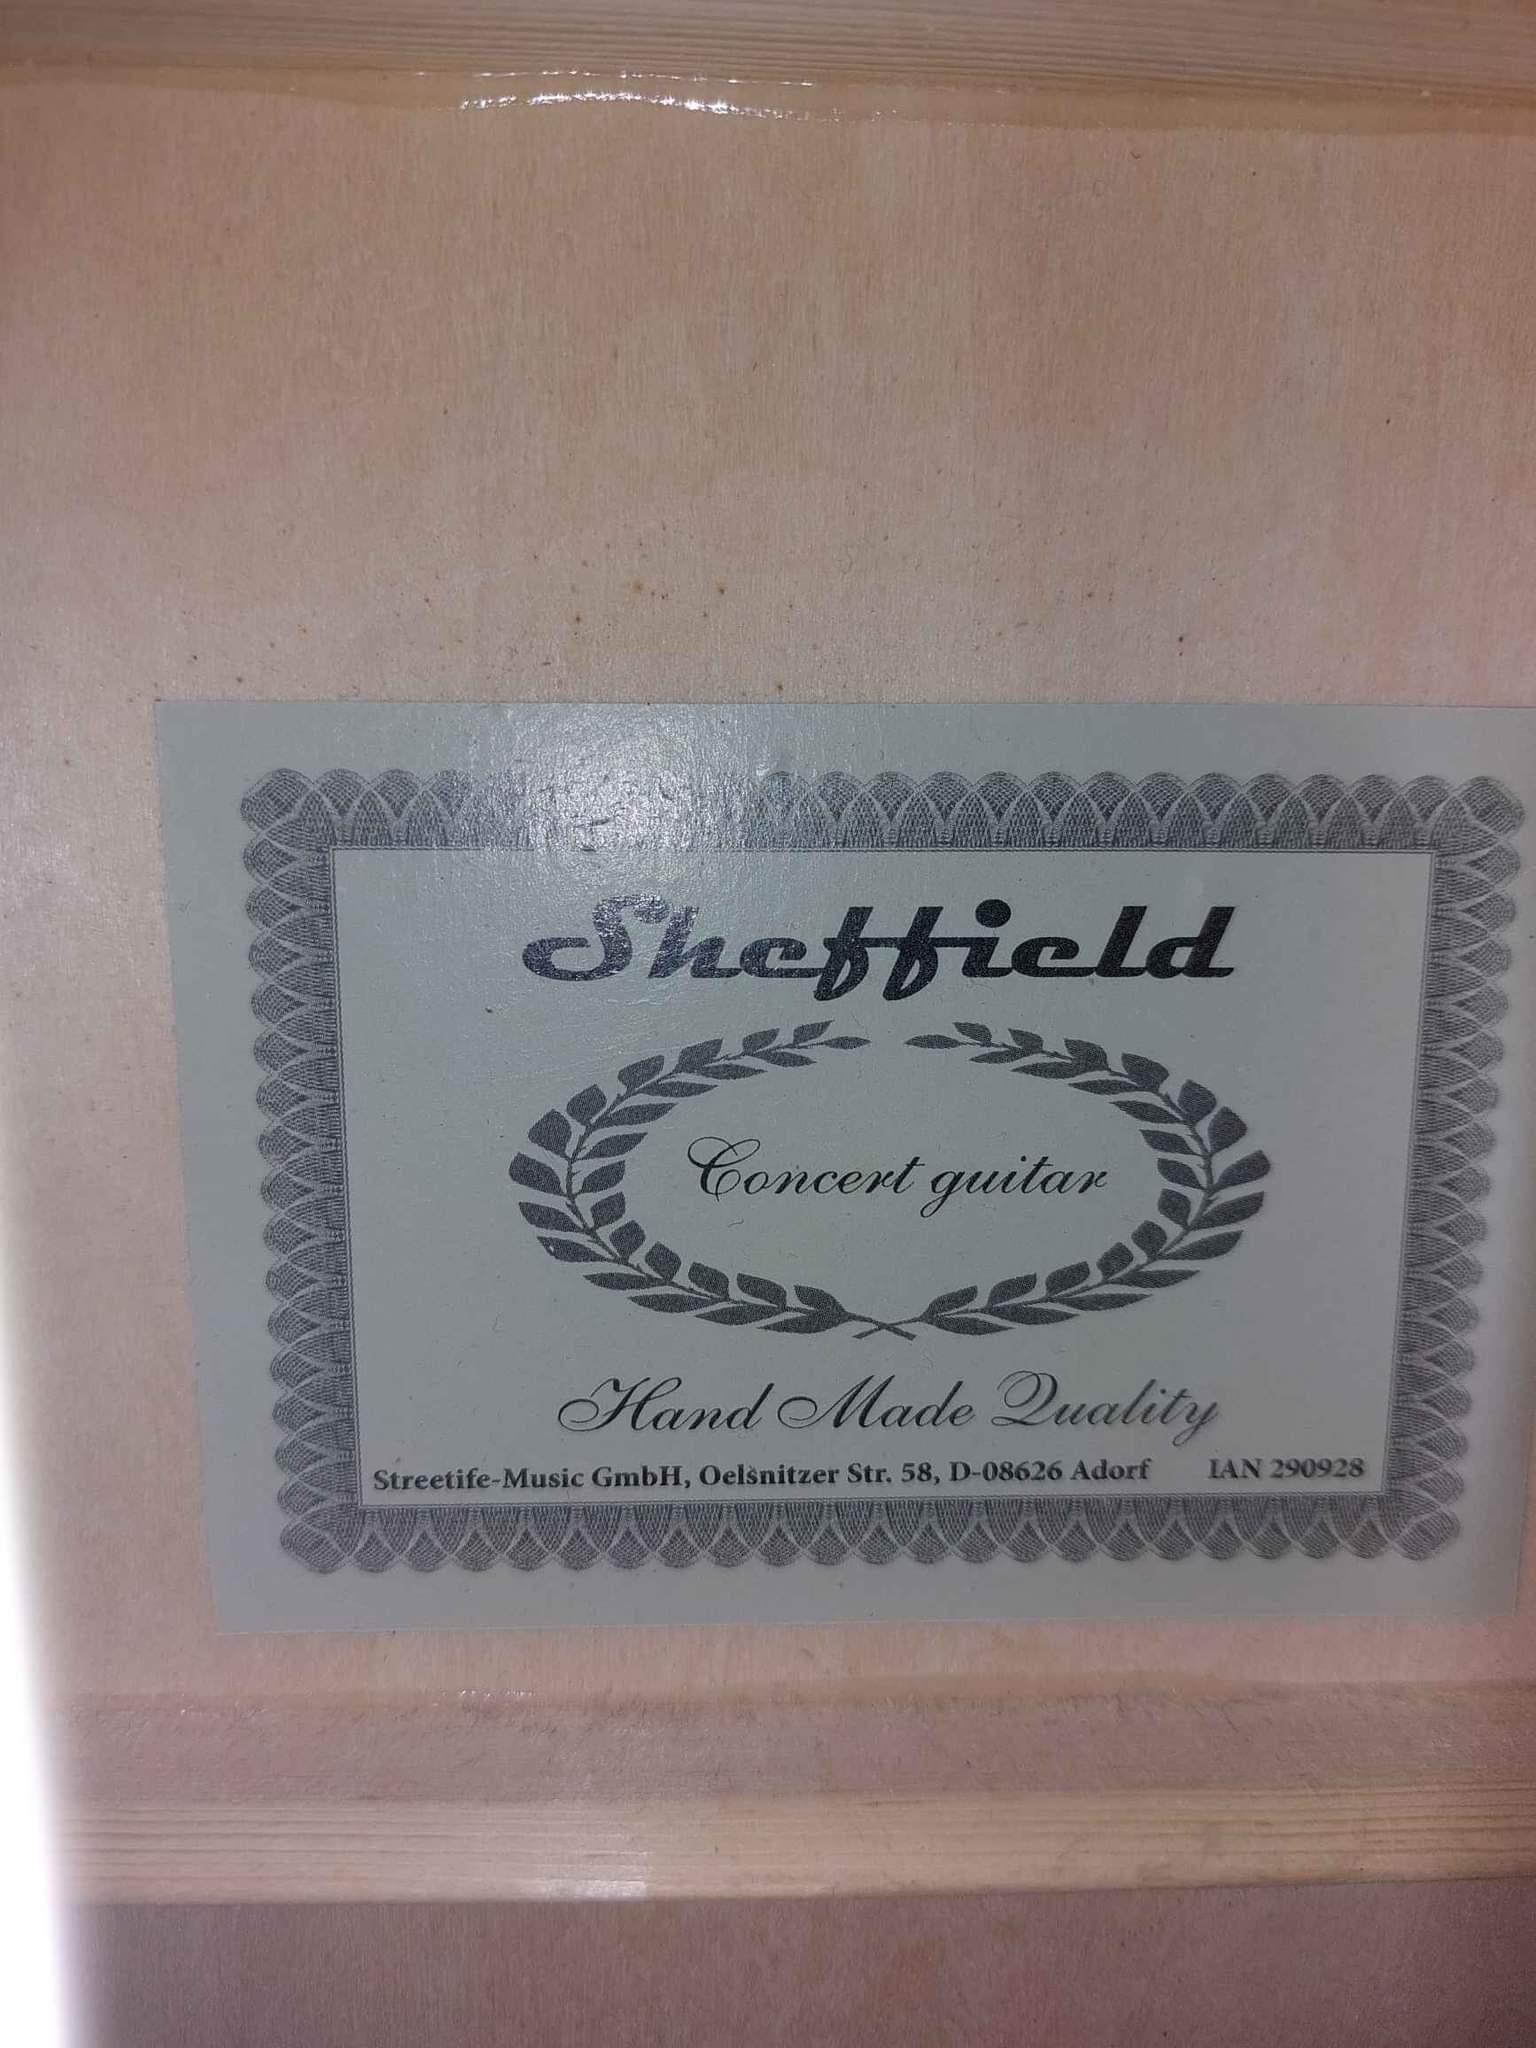 Sheffield
Concert guitar
Hand Made Quality
Streetife-Music GmbH, Oelsnitzer Str. 58, D-08626 Adorf IAN 290928